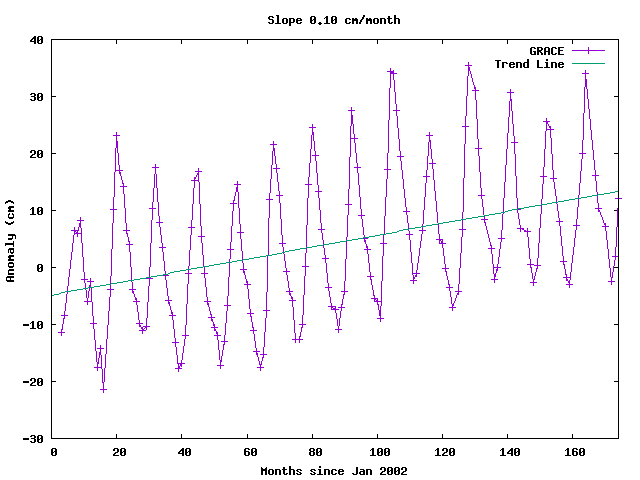 Slope 0.10 cm/month
GRACE
Trend Line
Anomaly (cm)
40
30
20
10
0
-10
-20
-30
0 20 40 60 80 100 120 140 160
Months since Jan 2002